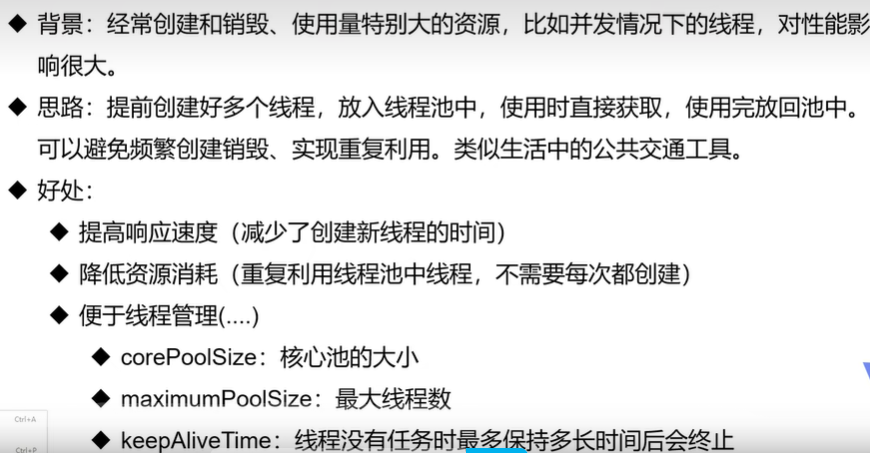 ◆ 背景：经常创建和销毁、使用量特别大的资源，比如并发情况下的线程，对性能影
响很大。
◆ 思路：提前创建好多个线程，放入线程池中，使用时直接获取，使用完放回池中。
可以避免频繁创建销毁、实现重复利用。类似生活中的公共交通工具。
◆ 好处：
◆ 提高响应速度（减少了创建新线程的时间）
◆ 降低资源消耗（重复利用线程池中线程，不需要每次都创建）
◆ 便于线程管理(....)
◆ corePoolSize：核心池的大小
◆ maximumPoolSize：最大线程数
Ctrl+A
◆ keepAliveTime：线程没有任务时最多保持多长时间后会终止
Ctrl+P